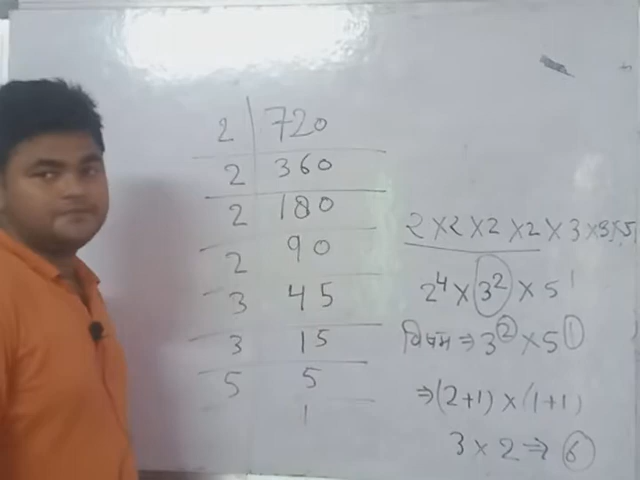 2 | 720
2 | 360
2 | 180
2 | 90
3 | 45
3 | 15
5 | 5
1
2×2×2×2×3×3×5
2⁴×3²×5¹
विषम ⇒ 3²×5¹
⇒(2+1)×(1+1)
3×2⇒6